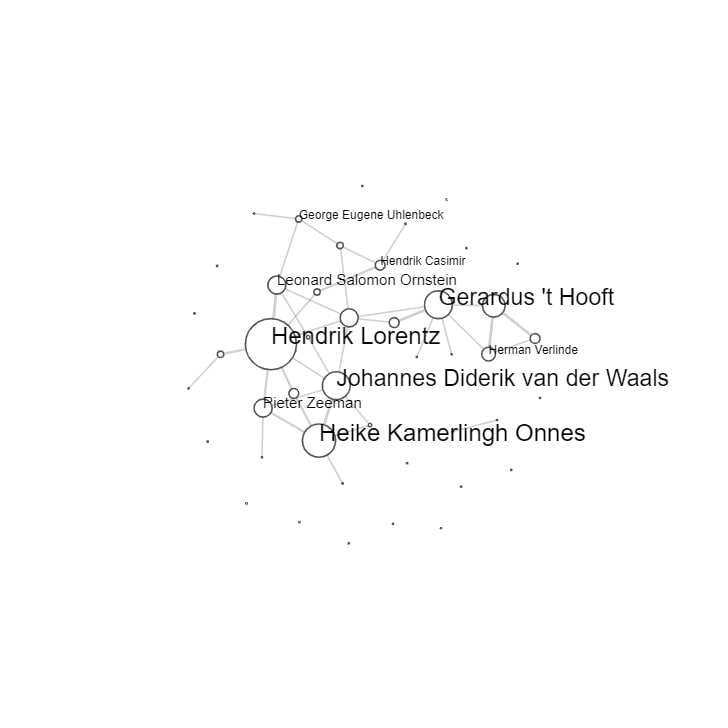 George Eugene Uhlenbeck
Hendrik Casimir
Leonard Salomon Ornstein
Gerardus 't Hooft
Hendrik Lorentz
Herman Verlinde
Johannes Diderik van der Waals
Pieter Zeeman
Heike Kamerlingh Onnes